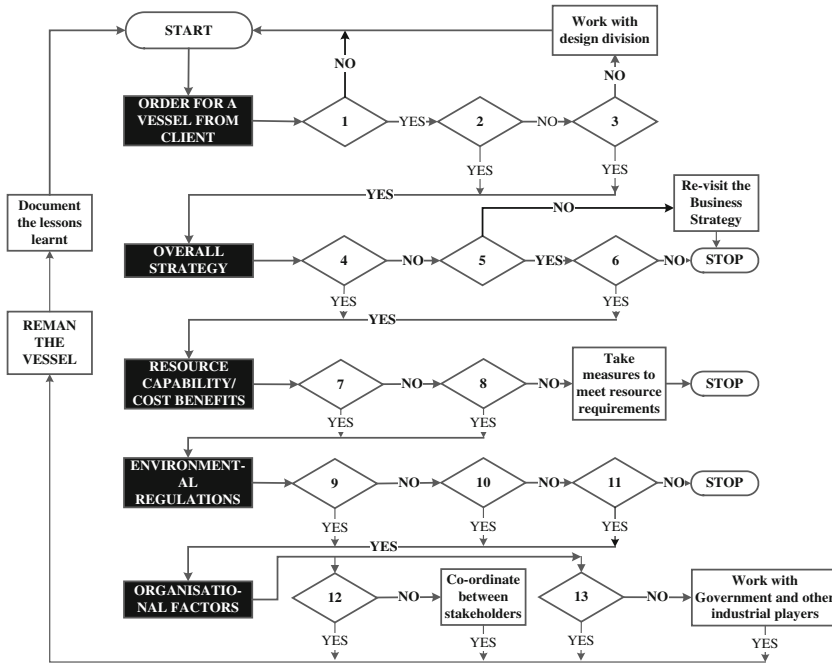 START
Work with
design division
NO
NO
ORDER FOR A
VESSEL FROM
CLIENT
1
YES
2
NO
3
YES
YES
YES
Document
the lessons
learnt
Re-visit the
Business
Strategy
NO
OVERALL
STRATEGY
4
NO
5
YES
6
NO
STOP
YES
YES
YES
REMAN
THE
VESSEL
RESOURCE
CAPABILITY/
COST BENEFITS
7
NO
8
NO
Take
measures to
meet resource
requirements
STOP
YES
YES
ENVIRONMENT-
AL
REGULATIONS
9
NO
10
NO
11
NO
STOP
YES
YES
YES
YES
ORGANISATIO-
NAL FACTORS
12
NO
Co-ordinate
between
stakeholders
13
NO
Work with
Government and other
industrial players
YES
YES
YES
YES